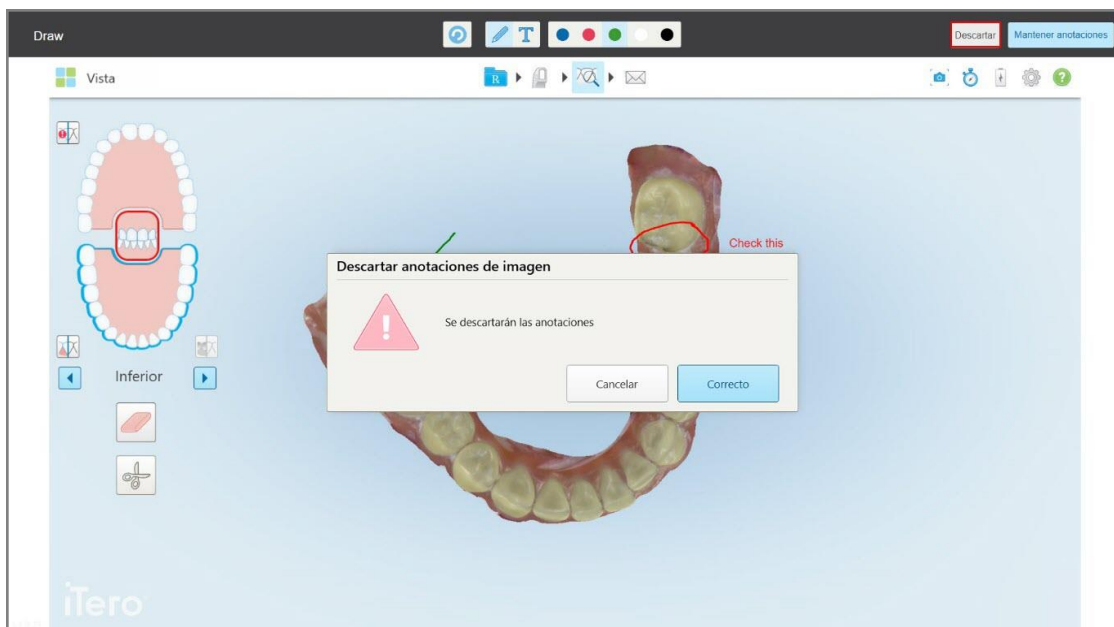 Draw
T
Descartar
Mantener anotaciones
Vista
R
Check this
Descartar anotaciones de imagen
Se descartarán las anotaciones
Cancelar
Correcto
Inferior
iTero